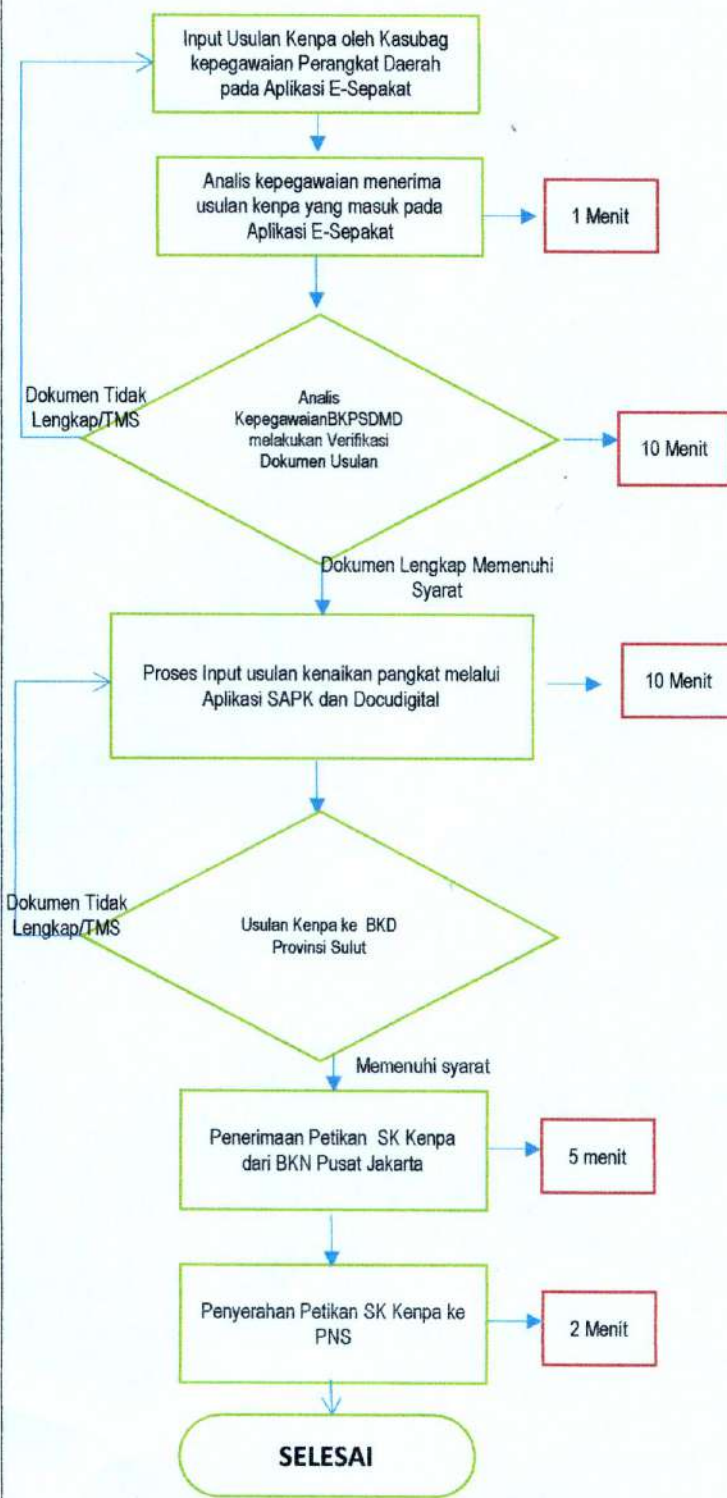 Input Usulan Kenpa oleh Kasubag
kepegawaian Perangkat Daerah
pada Aplikasi E-Sepakat
Analis kepegawaian menerima
usulan kenpa yang masuk pada
Aplikasi E-Sepakat
1 Menit
Dokumen Tidak
Lengkap/TMS
Analis
KepegawaianBKPSDMD
melakukan Verifikasi
Dokumen Usulan
10 Menit
Dokumen Lengkap Memenuhi
Syarat
Proses Input usulan kenaikan pangkat melalui
Aplikasi SAPK dan Docudigital
10 Menit
Dokumen Tidak
Lengkap/TMS
Usulan Kenpa ke BKD
Provinsi Sulut
Memenuhi syarat
Penerimaan Petikan SK Kenpa
dari BKN Pusat Jakarta
5 menit
Penyerahan Petikan SK Kenpa ke
PNS
2 Menit
SELESAI